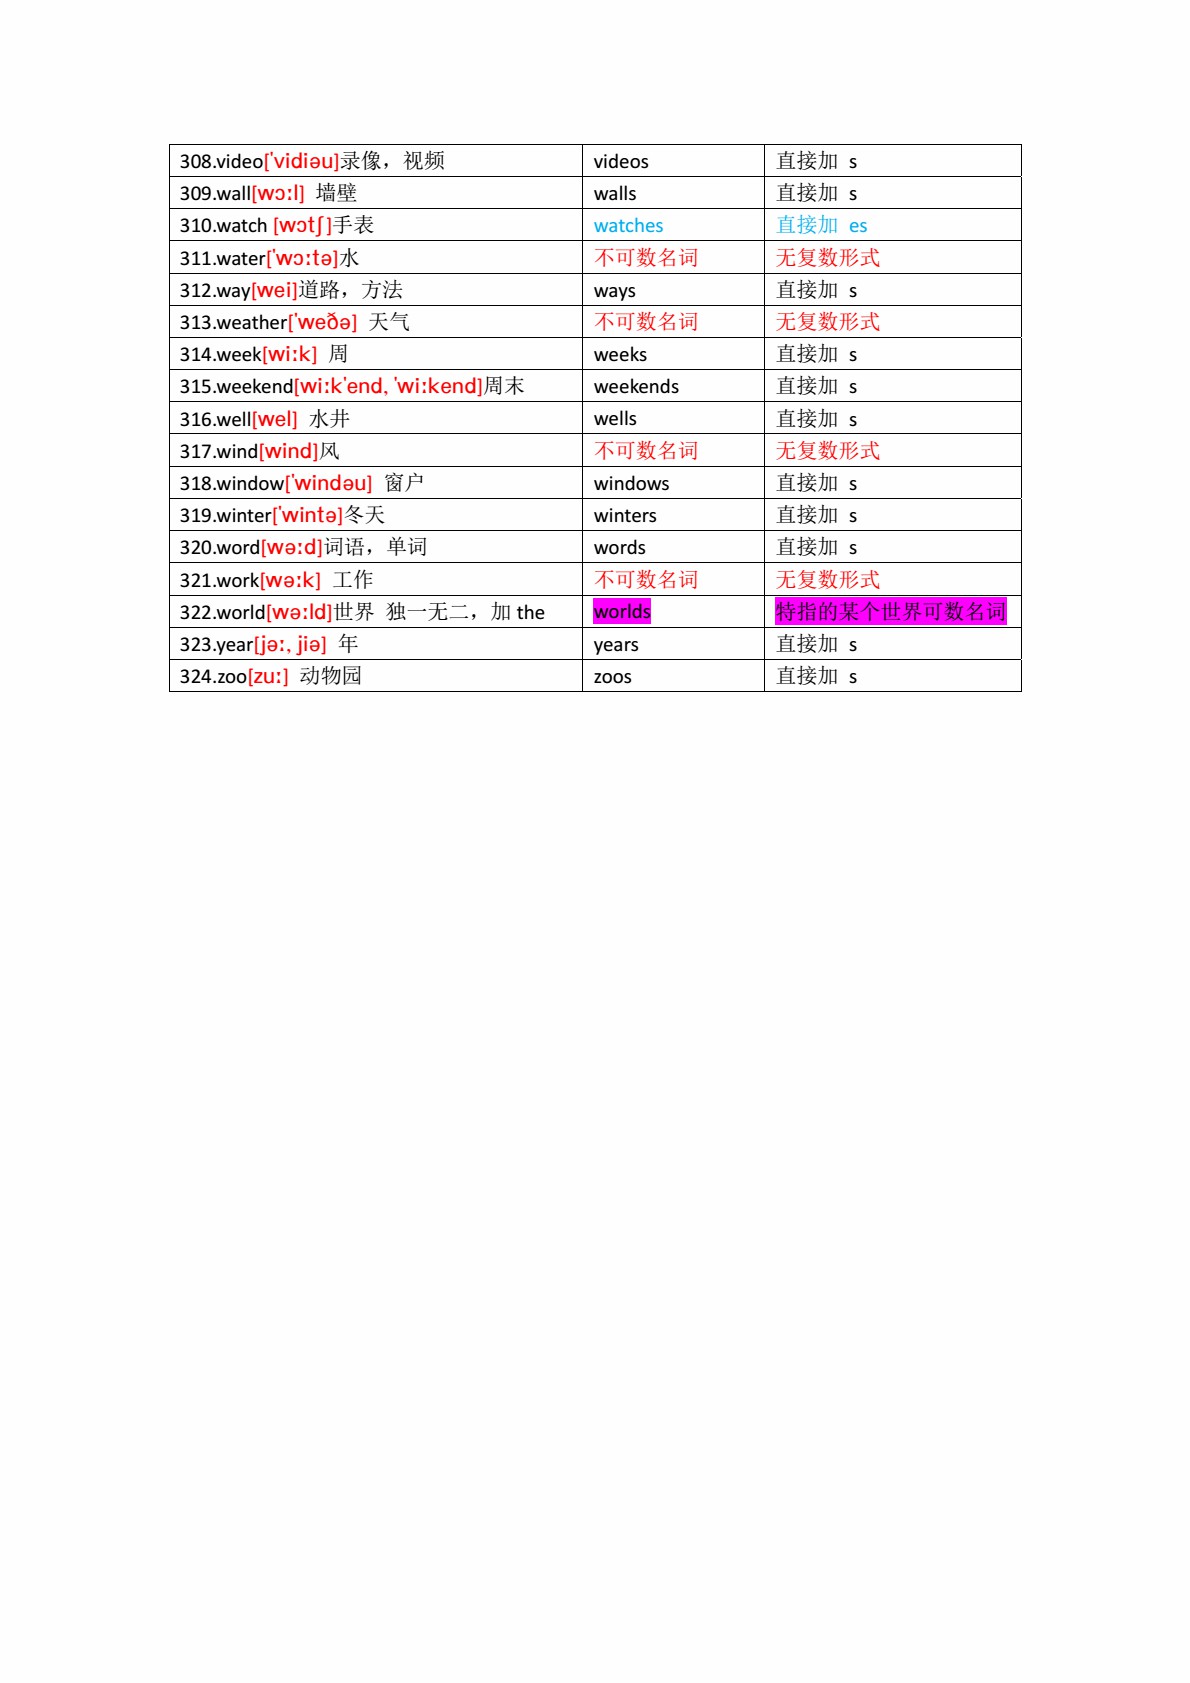 308.video['vidiəu]录像，视频 videos 直接加 s
309.wall[wɔːl] 墙壁 walls 直接加 s
310.watch [wɔtʃ]手表 watches 直接加 es
311.water['wɔːtə]水 不可数名词 无复数形式
312.way[wei]道路，方法 ways 直接加 s
313.weather['weðə] 天气 不可数名词 无复数形式
314.week[wiːk] 周 weeks 直接加 s
315.weekend[wiːk'end, 'wiːkend]周末 weekends 直接加 s
316.well[wel] 水井 wells 直接加 s
317.wind[wind]风 不可数名词 无复数形式
318.window['windəu] 窗户 windows 直接加 s
319.winter['wintə]冬天 winters 直接加 s
320.word[wəːd]词语，单词 words 直接加 s
321.work[wəːk] 工作 不可数名词 无复数形式
322.world[wəːld]世界 独一无二，加 the worlds 特指的某个世界可数名词
323.year[jəː, jiə] 年 years 直接加 s
324.zoo[zuː] 动物园 zoos 直接加 s